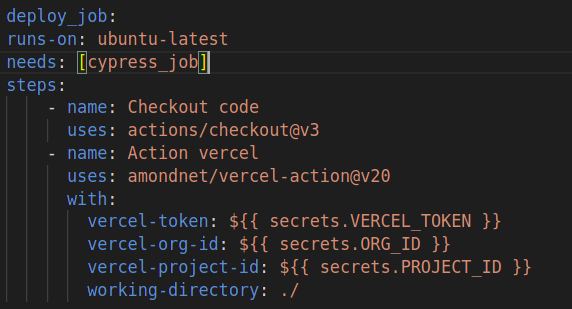 deploy_job:
runs-on: ubuntu-latest
needs: [cypress_job]
steps:
- name: Checkout code
uses: actions/checkout@v3
- name: Action vercel
uses: amondnet/vercel-action@v20
with:
vercel-token: ${{ secrets.VERCEL_TOKEN }}
vercel-org-id: ${{ secrets.ORG_ID }}
vercel-project-id: ${{ secrets.PROJECT_ID }}
working-directory: ./